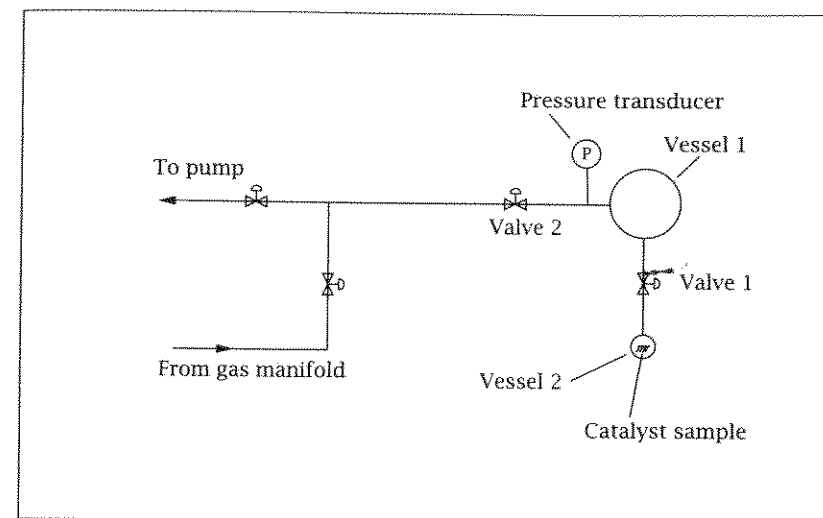 Pressure transducer
P
Vessel 1
To pump
Valve 2
Valve 1
From gas manifold
Vessel 2
Catalyst sample